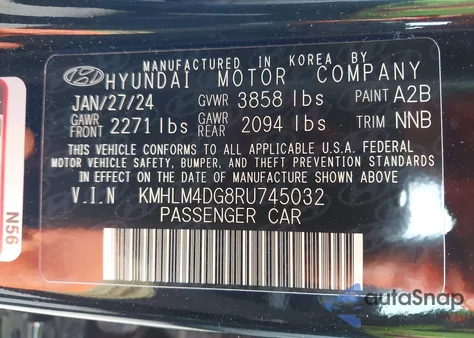 MANUFACTURED IN KOREA BY
HYUNDAI MOTOR COMPANY
JAN/27/24 GVWR 3858 lbs PAINT A2B
GAWR FRONT 2271 lbs GAWR REAR 2094 lbs TRIM NNB
THIS VEHICLE CONFORMS TO ALL APPLICABLE U.S.A. FEDERAL
MOTOR VEHICLE SAFETY, BUMPER, AND THEFT PREVENTION STANDARDS
IN EFFECT ON THE DATE OF MANUFACTURE SHOWN ABOVE
V.I.N KMHLM4DG8RU745032
PASSENGER CAR
N56
autaSnap